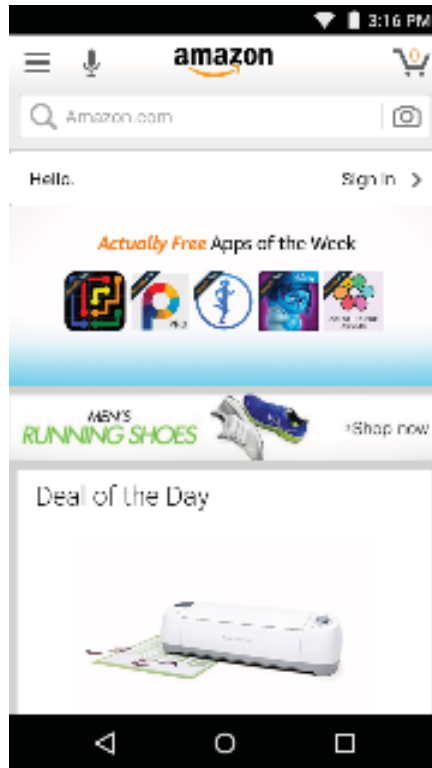 3:16 PM
amazon
0
Amazon.com
Hello.
Sign In
Actually Free Apps of the Week
PRO
MEN'S
RUNNING SHOES
Shop now
Deal of the Day